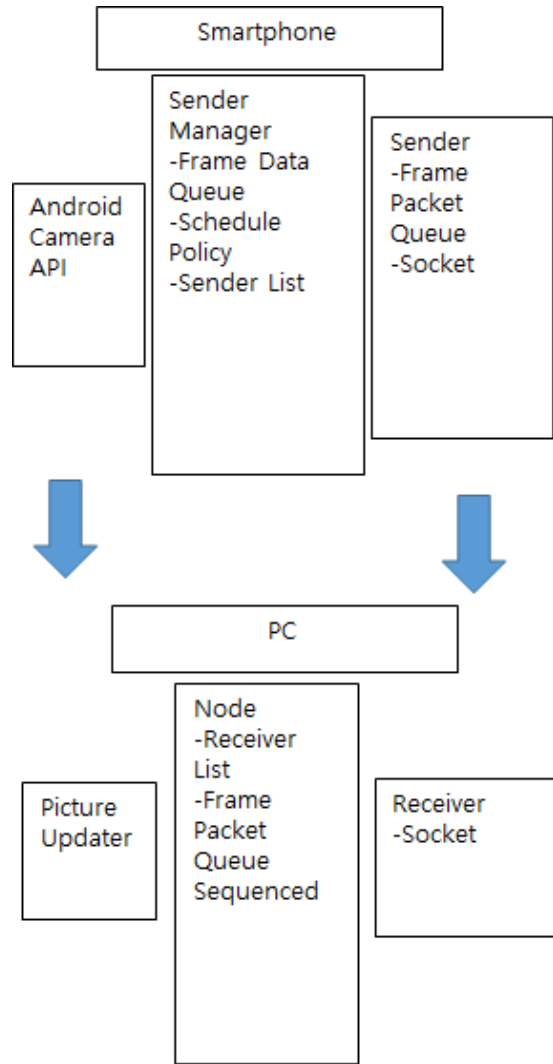 Smartphone
Android
Camera
API
Sender
Manager
-Frame Data
Queue
-Schedule
Policy
-Sender List
Sender
-Frame
Packet
Queue
-Socket
PC
Picture
Updater
Node
-Receiver
List
-Frame
Packet
Queue
Sequenced
Receiver
-Socket